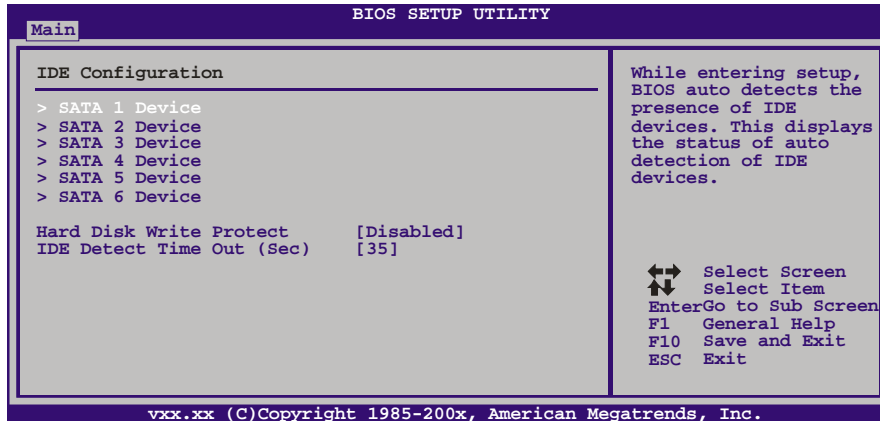 BIOS SETUP UTILITY
Main
IDE Configuration
> SATA 1 Device
> SATA 2 Device
> SATA 3 Device
> SATA 4 Device
> SATA 5 Device
> SATA 6 Device
Hard Disk Write Protect [Disabled]
IDE Detect Time Out (Sec) [35]
While entering setup,
BIOS auto detects the
presence of IDE
devices. This displays
the status of auto
detection of IDE
devices.
Select Screen
Select Item
EnterGo to Sub Screen
F1 General Help
F10 Save and Exit
ESC Exit
vxx.xx (C)Copyright 1985-200x, American Megatrends, Inc.